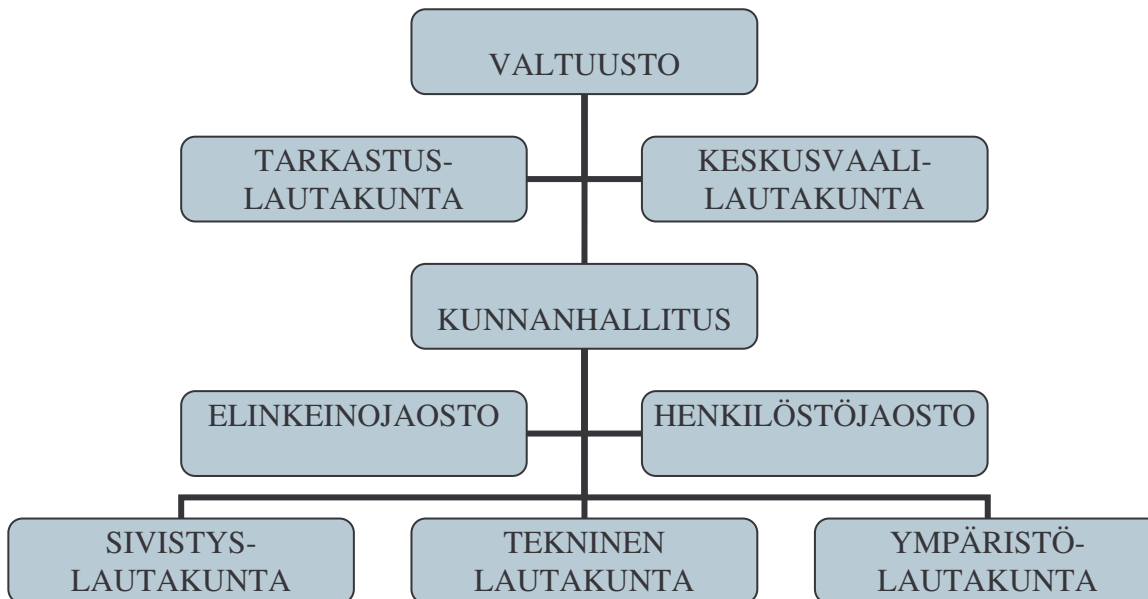 VALTUUSTO
TARKASTUS-
LAUTAKUNTA
KESKUSVAALI-
LAUTAKUNTA
KUNNANHALLITUS
ELINKEINOJAOSTO
HENKILÖSTÖJAOSTO
SIVISTYS-
LAUTAKUNTA
TEKNINEN
LAUTAKUNTA
YMPÄRISTÖ-
LAUTAKUNTA